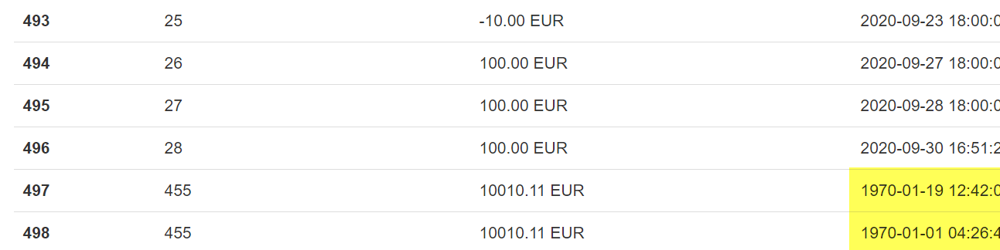 493 25 -10.00 EUR 2020-09-23 18:00:0
494 26 100.00 EUR 2020-09-27 18:00:0
495 27 100.00 EUR 2020-09-28 18:00:0
496 28 100.00 EUR 2020-09-30 16:51:2
497 455 10010.11 EUR 1970-01-19 12:42:0
498 455 10010.11 EUR 1970-01-01 04:26:4